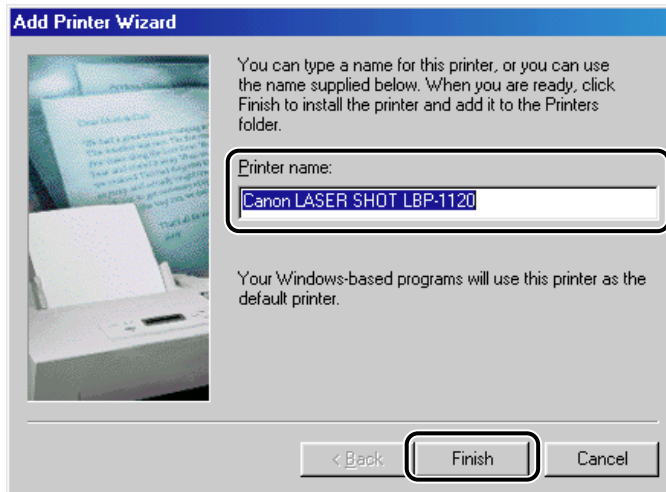 Add Printer Wizard
You can type a name for this printer, or you can use
the name supplied below. When you are ready, click
Finish to install the printer and add it to the Printers
folder.
Printer name:
Canon LASER SHOT LBP-1120
Your Windows-based programs will use this printer as the
default printer.
< Back
Finish
Cancel